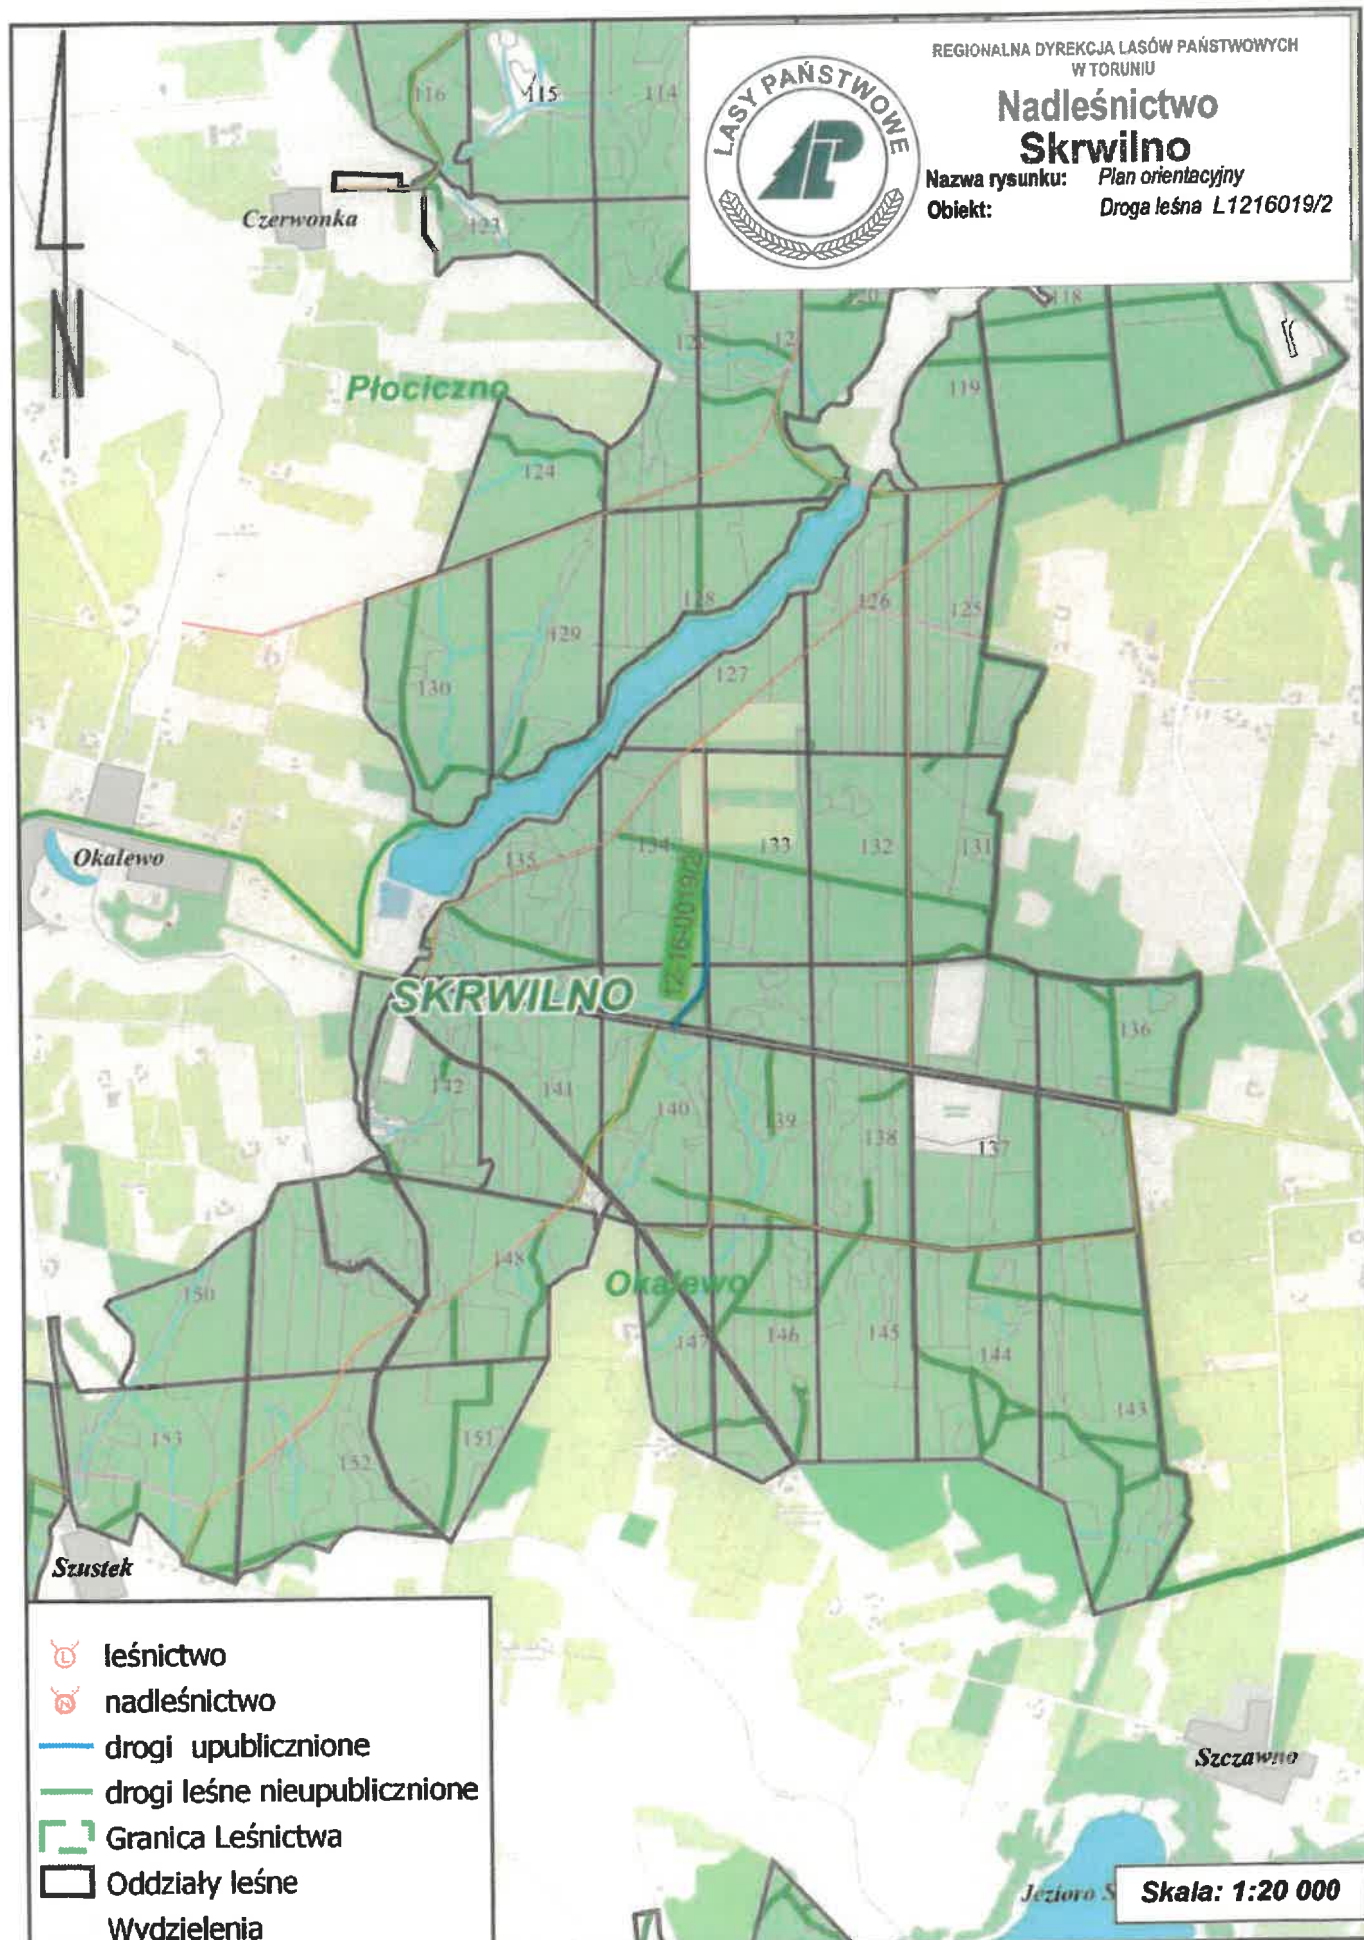 REGIONALNA DYREKCJA LASÓW PAŃSTWOWYCH
W TORUNIU
Nadleśnictwo
Skrwilno
Nazwa rysunku: Plan orientacyjny
Obiekt: Droga leśna L1216019/2
LASY PAŃSTWOWE
N
116
115
114
Czerwonka
123
120
118
122
Płociczno
119
124
128
126
125
129
127
130
Okalewo
135
134
133
132
131
SKRWILNO
136
142
141
140
139
138
137
148
150
Okalewo
147
146
145
144
143
153
152
151
Szustek
leśnictwo
nadleśnictwo
drogi upublicznione
drogi leśne nieupublicznione
Granica Leśnictwa
Oddziały leśne
Wydzielenia
Szczawno
Jezioro S
Skala: 1:20 000